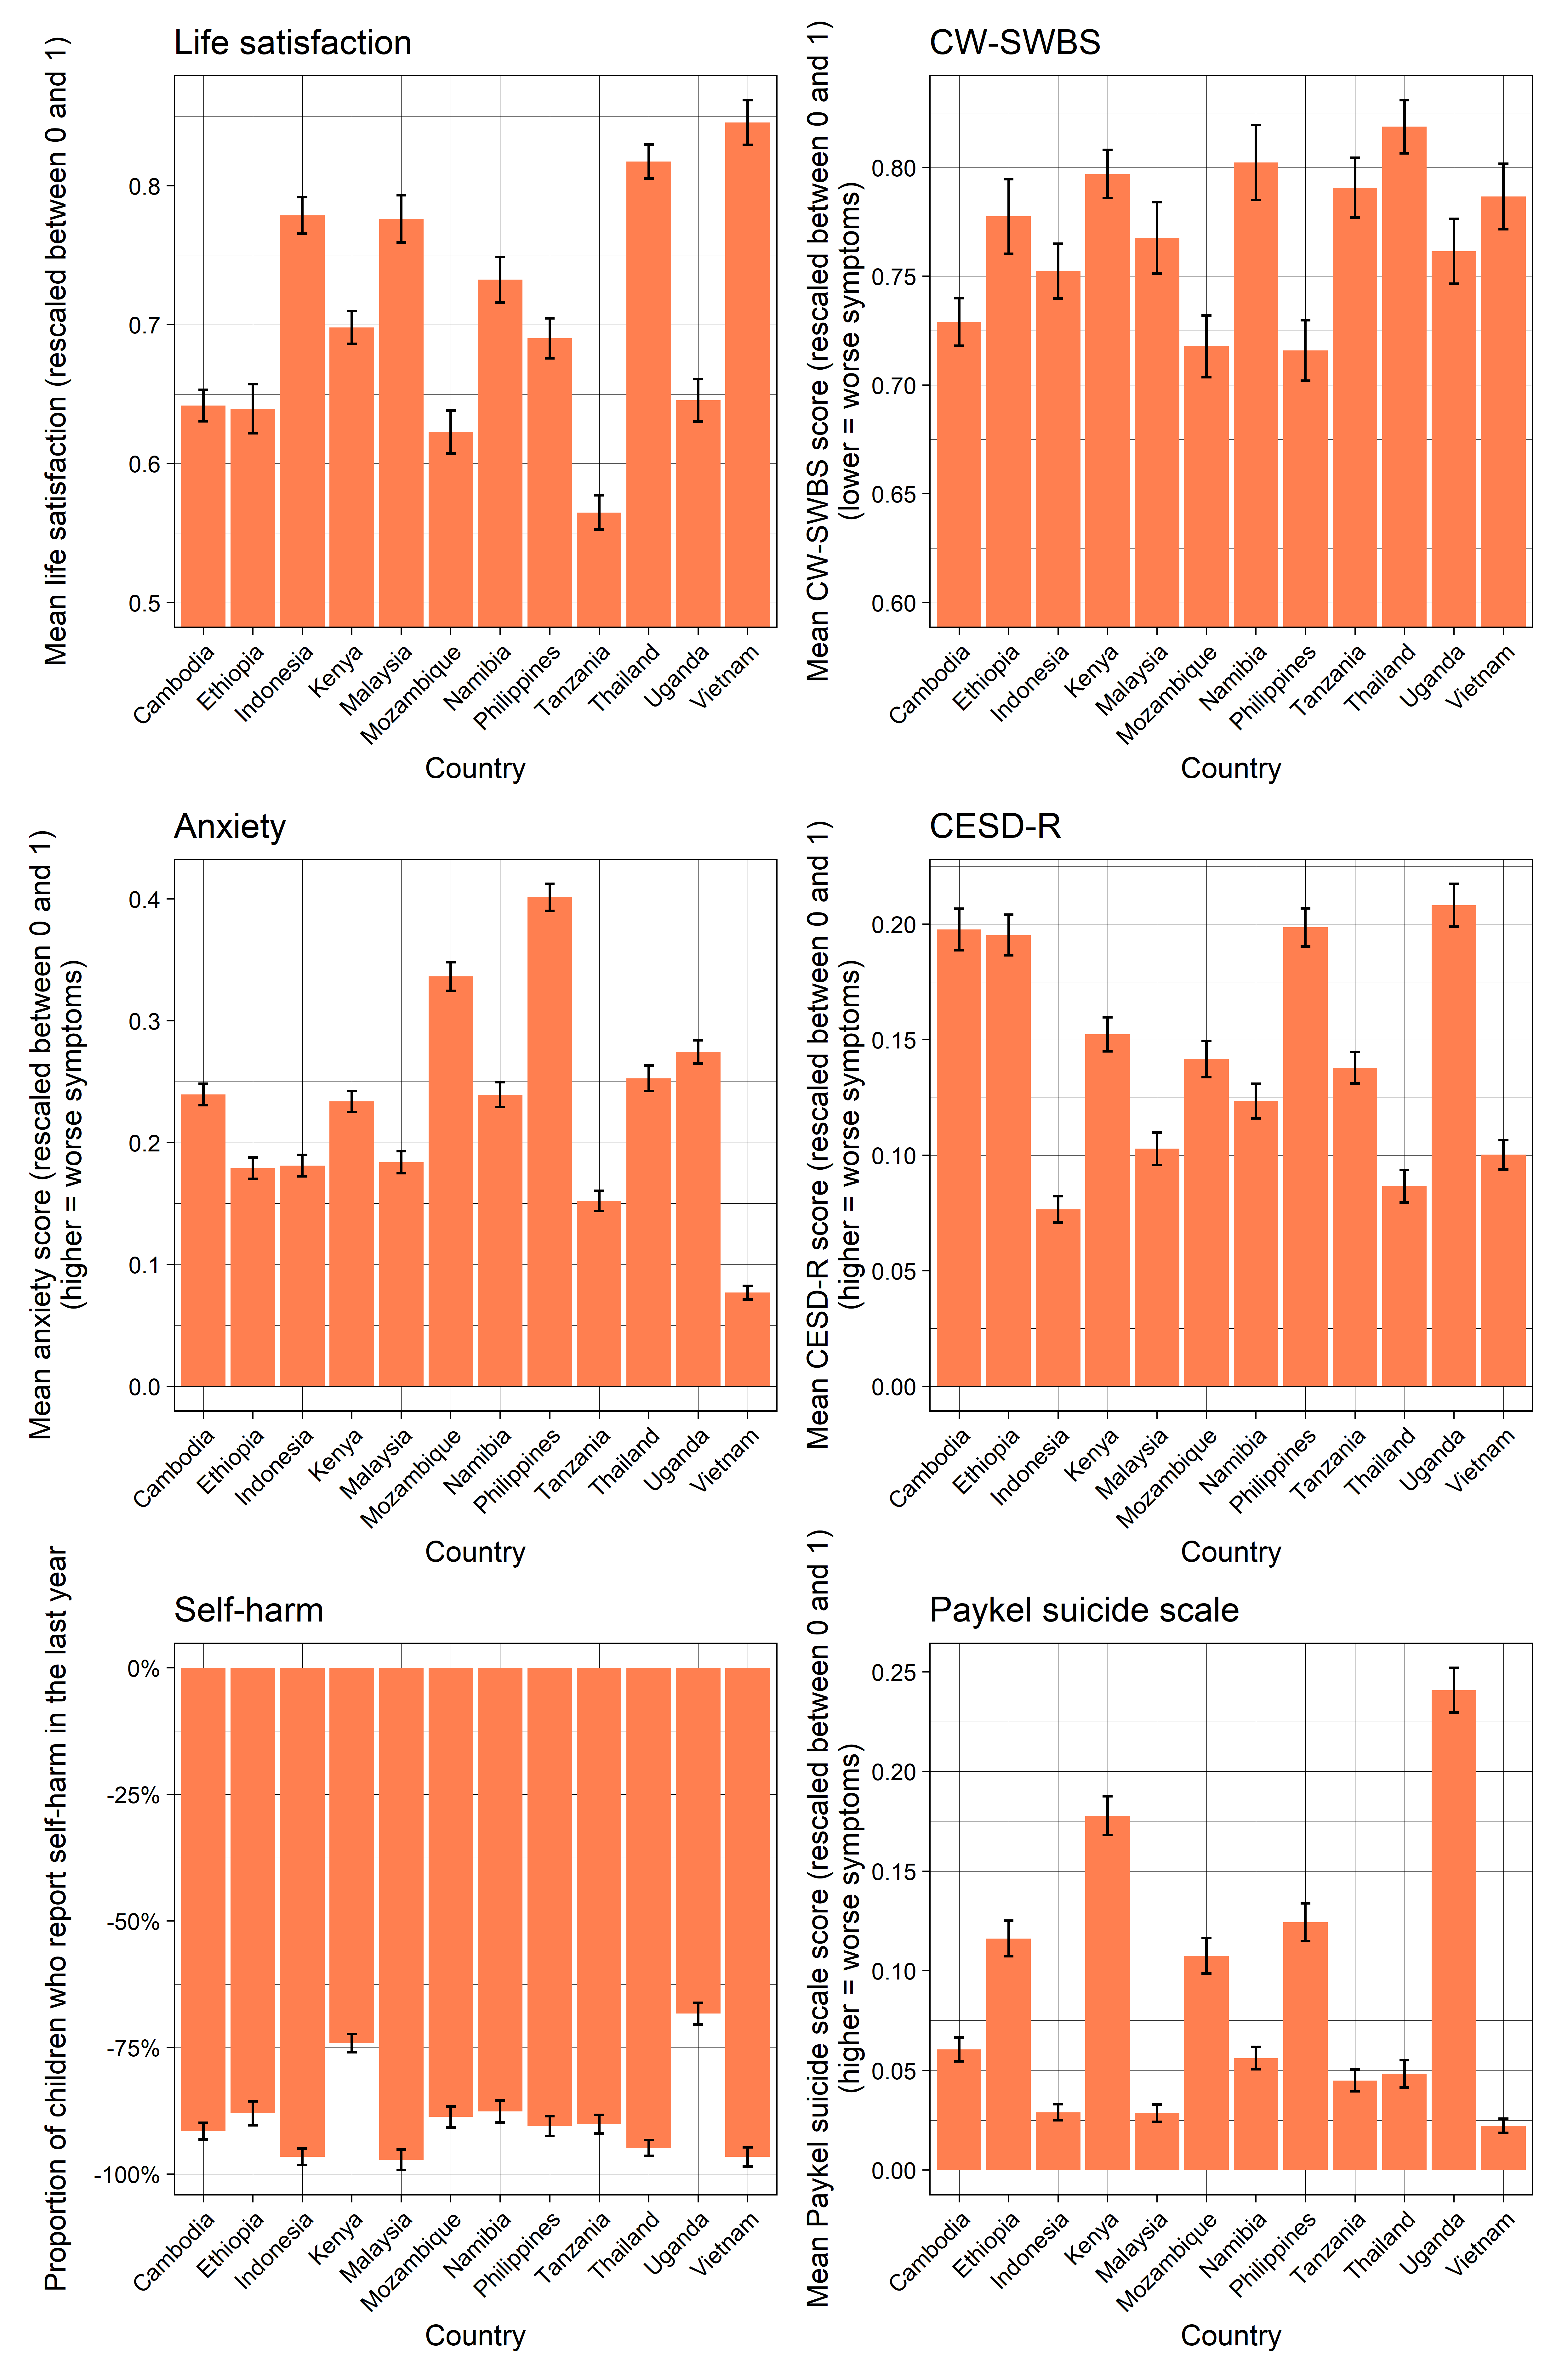 Life satisfaction
Mean life satisfaction (rescaled between 0 and 1)
0.8
0.7
0.6
0.5
Cambodia
Ethiopia
Indonesia
Kenya
Malaysia
Mozambique
Namibia
Philippines
Tanzania
Thailand
Uganda
Vietnam
Country
CW-SWBS
Mean CW-SWBS score (rescaled between 0 and 1)
(lower = worse symptoms)
0.80
0.75
0.70
0.65
0.60
Cambodia
Ethiopia
Indonesia
Kenya
Malaysia
Mozambique
Namibia
Philippines
Tanzania
Thailand
Uganda
Vietnam
Country
Anxiety
Mean anxiety score (rescaled between 0 and 1)
(higher = worse symptoms)
0.4
0.3
0.2
0.1
0.0
Cambodia
Ethiopia
Indonesia
Kenya
Malaysia
Mozambique
Namibia
Philippines
Tanzania
Thailand
Uganda
Vietnam
Country
CESD-R
Mean CESD-R score (rescaled between 0 and 1)
(higher = worse symptoms)
0.20
0.15
0.10
0.05
0.00
Cambodia
Ethiopia
Indonesia
Kenya
Malaysia
Mozambique
Namibia
Philippines
Tanzania
Thailand
Uganda
Vietnam
Country
Self-harm
Proportion of children who report self-harm in the last year
0%
-25%
-50%
-75%
-100%
Cambodia
Ethiopia
Indonesia
Kenya
Malaysia
Mozambique
Namibia
Philippines
Tanzania
Thailand
Uganda
Vietnam
Country
Paykel suicide scale
Mean Paykel suicide scale score (rescaled between 0 and 1)
(higher = worse symptoms)
0.25
0.20
0.15
0.10
0.05
0.00
Cambodia
Ethiopia
Indonesia
Kenya
Malaysia
Mozambique
Namibia
Philippines
Tanzania
Thailand
Uganda
Vietnam
Country